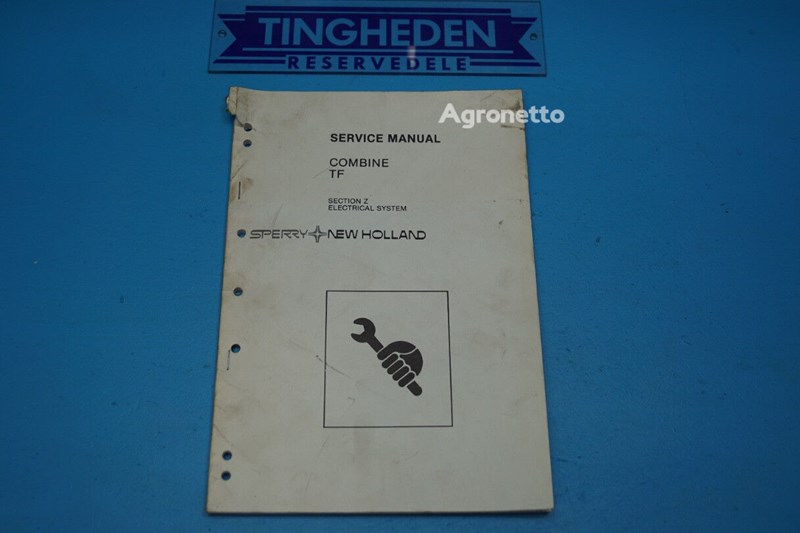 TINGHEDEN
RESERVEDELE
Agronetto
SERVICE MANUAL
COMBINE
TF
SECTION Z
ELECTRICAL SYSTEM
SPERRY NEW HOLLAND